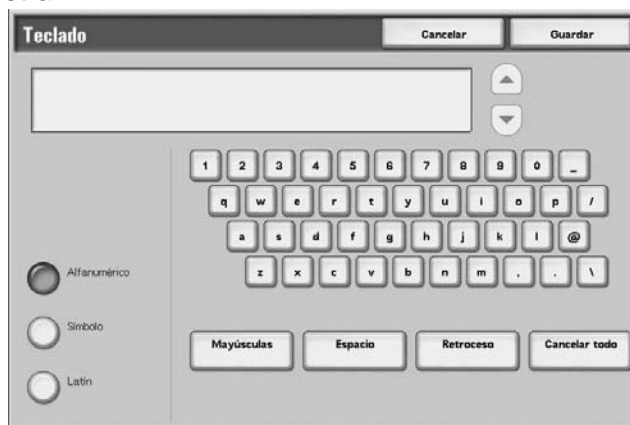 Teclado Cancelar Guardar
1 2 3 4 5 6 7 8 9 0 _
q w e r t y u i o p /
a s d f g h j k l @
z x c v b n m , . \
Alfanumérico
Símbolo
Latín
Mayúsculas Espacio Retroceso Cancelar todo